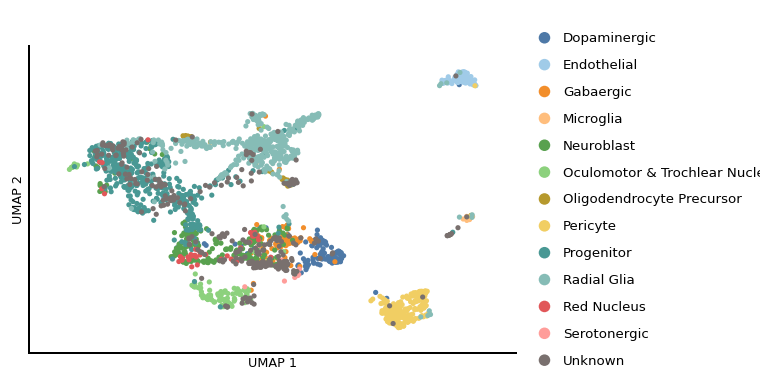 Dopaminergic
Endothelial
Gabaergic
Microglia
Neuroblast
Oculomotor & Trochlear Nucle
Oligodendrocyte Precursor
Pericyte
Progenitor
Radial Glia
Red Nucleus
Serotonergic
Unknown
UMAP 2
UMAP 1